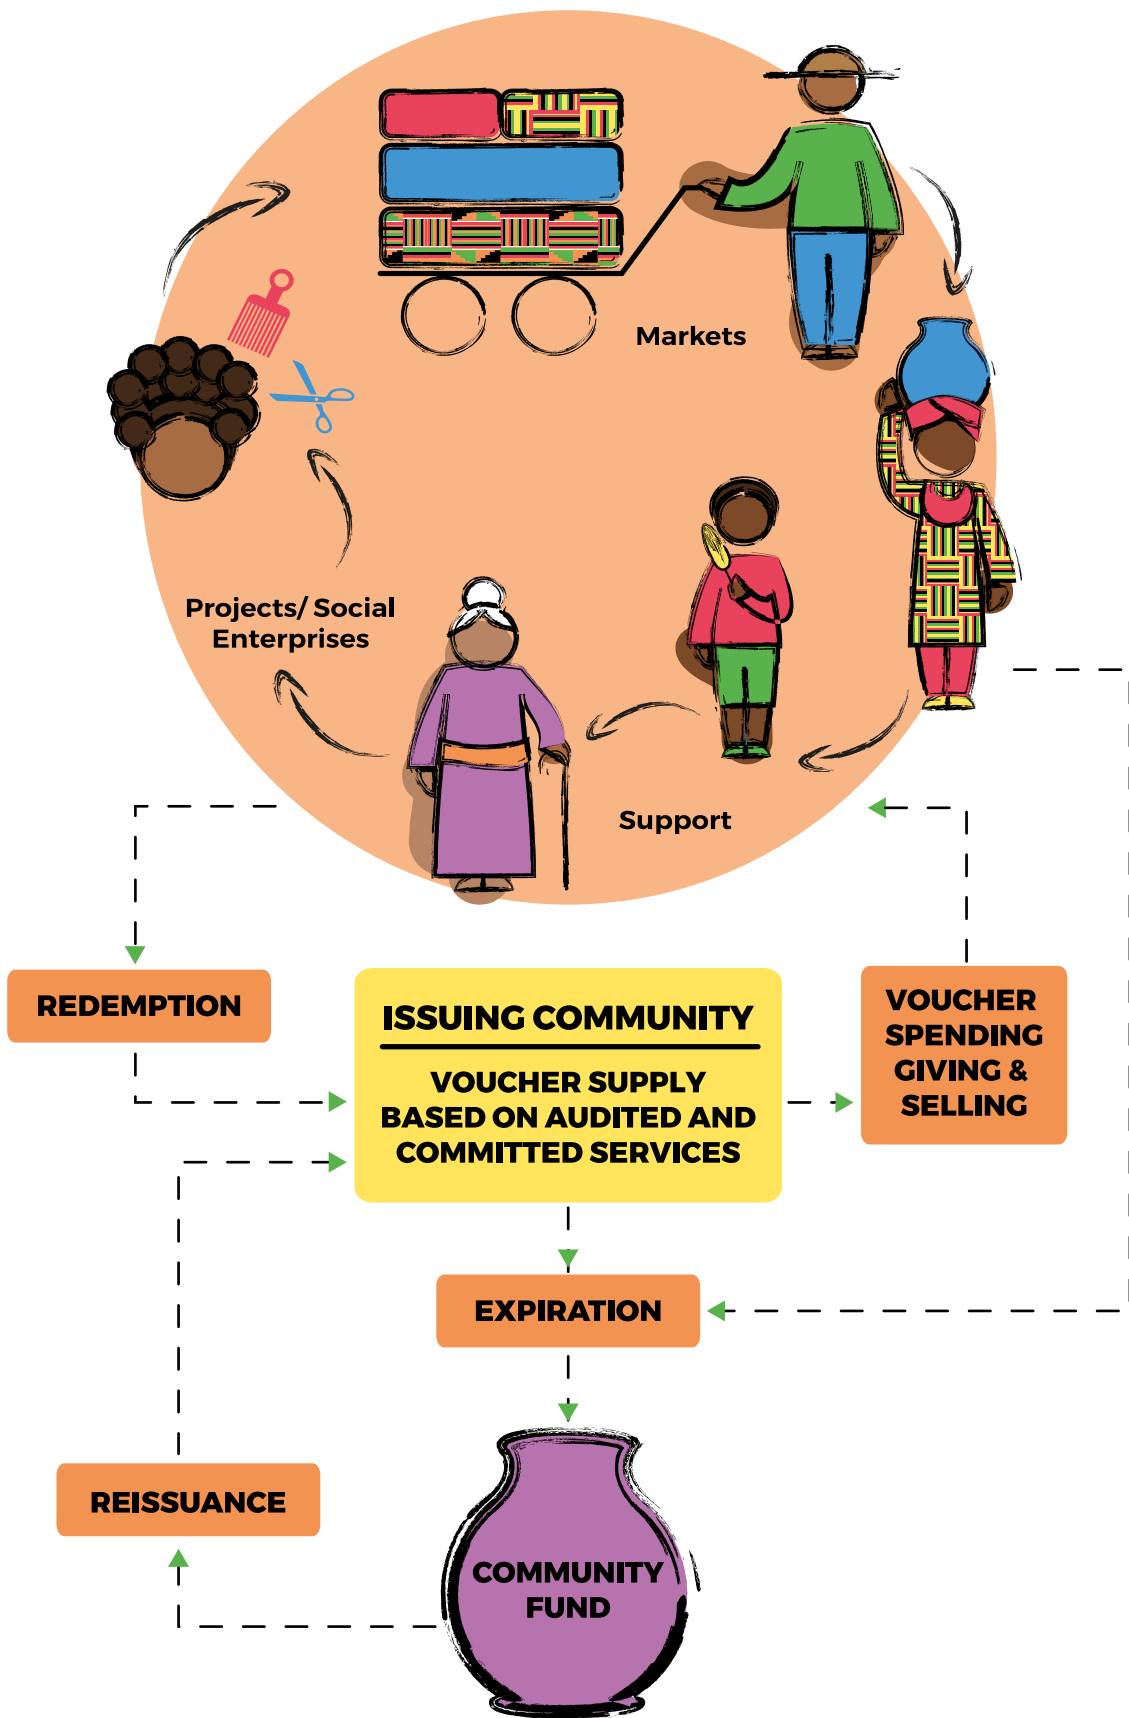 Markets
Projects/ Social
Enterprises
Support
REDEMPTION
ISSUING COMMUNITY
VOUCHER SUPPLY
BASED ON AUDITED AND
COMMITTED SERVICES
VOUCHER
SPENDING
GIVING &
SELLING
EXPIRATION
REISSUANCE
COMMUNITY
FUND